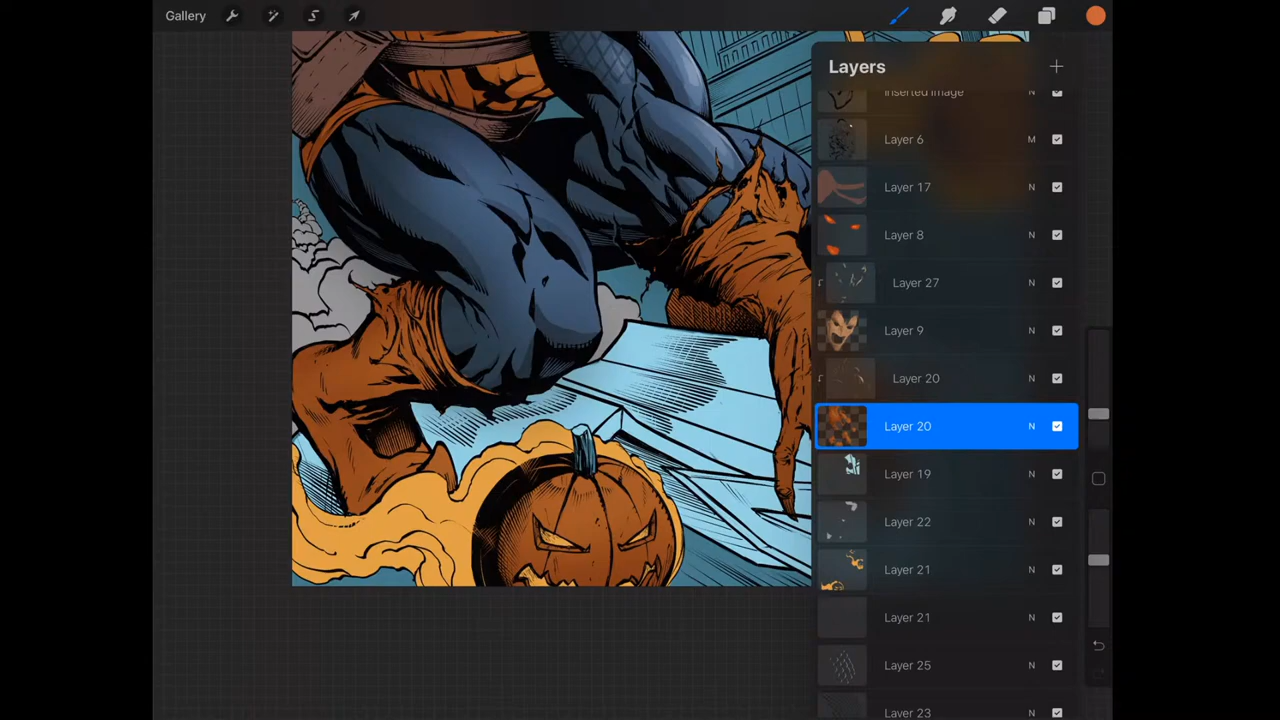 Gallery
Layers
Inserted Image N
Layer 6 M
Layer 17 N
Layer 8 N
Layer 27 N
Layer 9 N
Layer 20 N
Layer 20 N
Layer 19 N
Layer 22 N
Layer 21 N
Layer 21 N
Layer 25 N
Layer 23 N